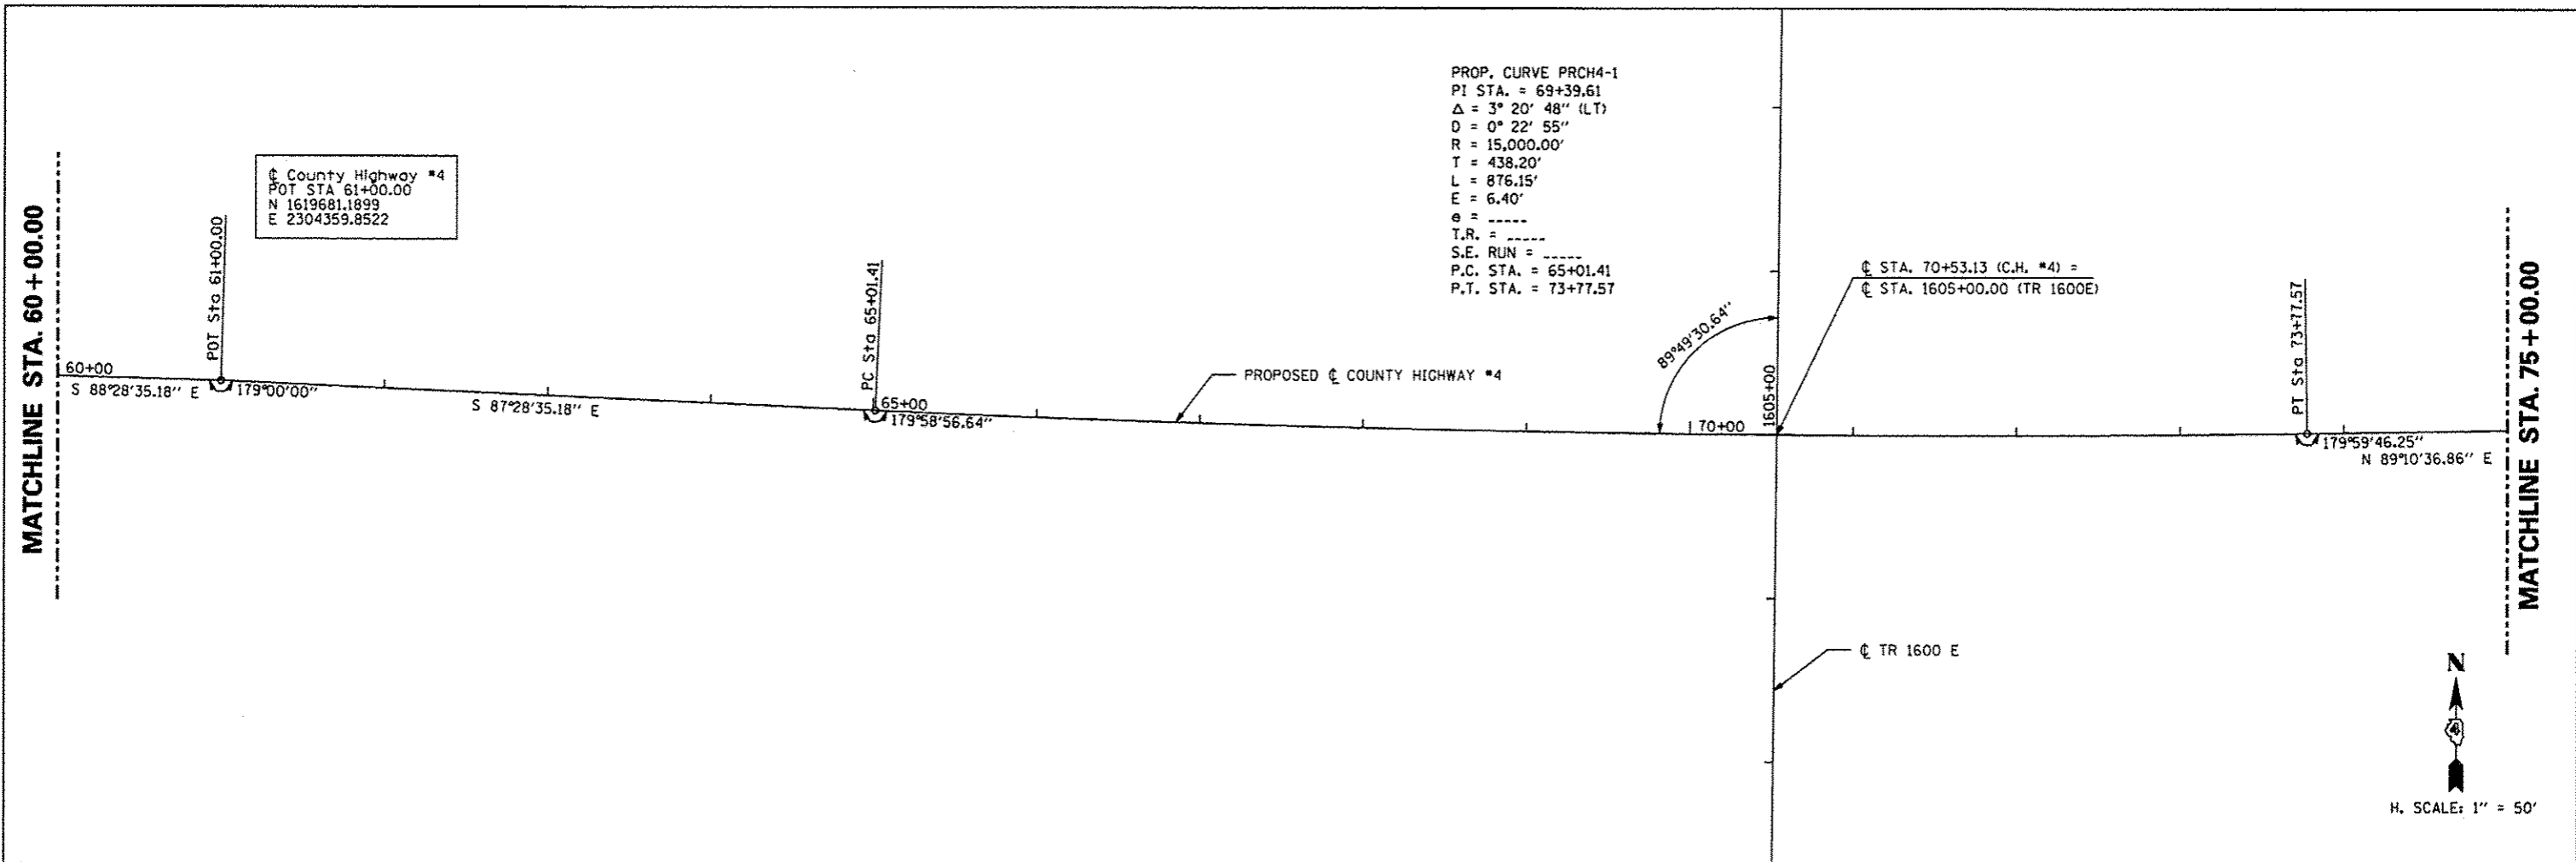 MATCHLINE STA. 60+00.00
℄ County Highway #4
POT STA 61+00.00
N 1619681.1899
E 2304359.8522
POT Sta 61+00.00
60+00
S 88°28'35.18" E
179°00'00"
S 87°28'35.18" E
PC Sta 65+01.41
65+00
179°58'56.64"
PROPOSED ℄ COUNTY HIGHWAY #4
PROP. CURVE PRCH4-1
PI STA. = 69+39.61
Δ = 3° 20' 48" (LT)
D = 0° 22' 55"
R = 15,000.00'
T = 438.20'
L = 876.15'
E = 6.40'
e = -----
T.R. = -----
S.E. RUN = -----
P.C. STA. = 65+01.41
P.T. STA. = 73+77.57
89°49'30.64"
70+00
1605+00
℄ STA. 70+53.13 (C.H. #4) =
℄ STA. 1605+00.00 (TR 1600E)
℄ TR 1600 E
PT Sta 73+77.57
179°59'46.25"
N 89°10'36.86" E
MATCHLINE STA. 75+00.00
N
4
H. SCALE: 1" = 50'